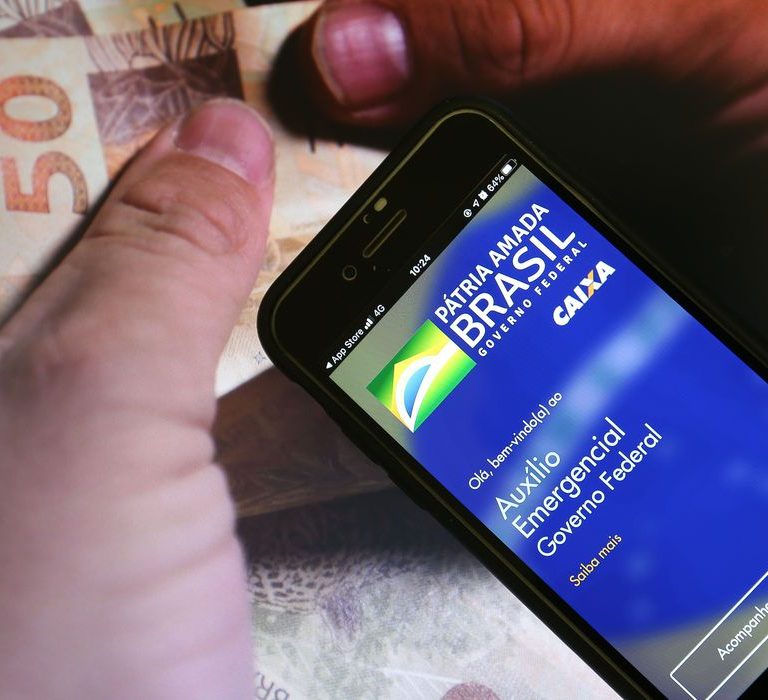 50
App Store 4G
10:24
64%
PÁTRIA AMADA
BRASIL
GOVERNO FEDERAL
CAIXA
Olá, bem-vindo(a) ao
Auxílio
Emergencial
Governo Federal
Saiba mais